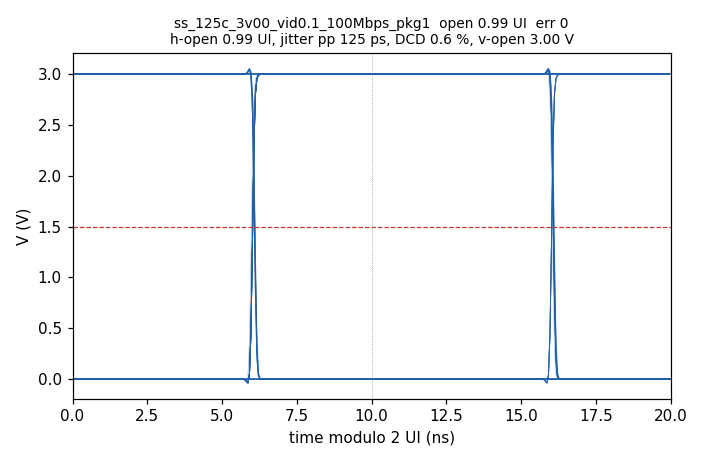 ss_125c_3v00_vid0.1_100Mbps_pkg1  open 0.99 UI  err 0
h-open 0.99 UI, jitter pp 125 ps, DCD 0.6 %, v-open 3.00 V
3.0
2.5
2.0
1.5
1.0
0.5
0.0
V (V)
0.0 2.5 5.0 7.5 10.0 12.5 15.0 17.5 20.0
time modulo 2 UI (ns)